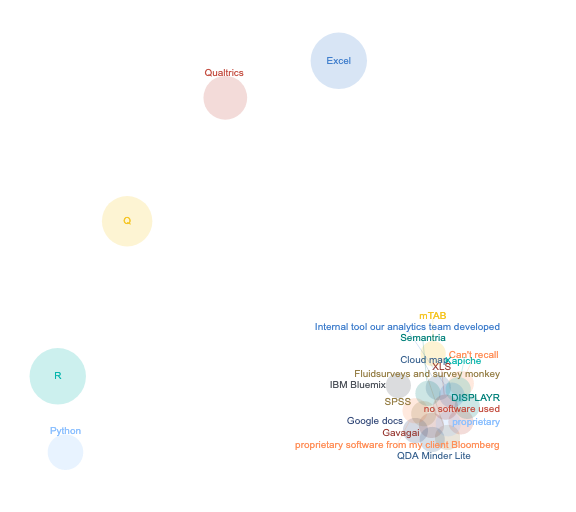 Excel
Qualtrics
Q
mTAB
Internal tool our analytics team developed
Semantria
Can't recall
Cloud map
Kapiche
XLS
Fluidsurveys and survey monkey
R
IBM Bluemix
DISPLAYR
SPSS
no software used
Google docs
proprietary
Python
Gavagai
proprietary software from my client Bloomberg
QDA Minder Lite